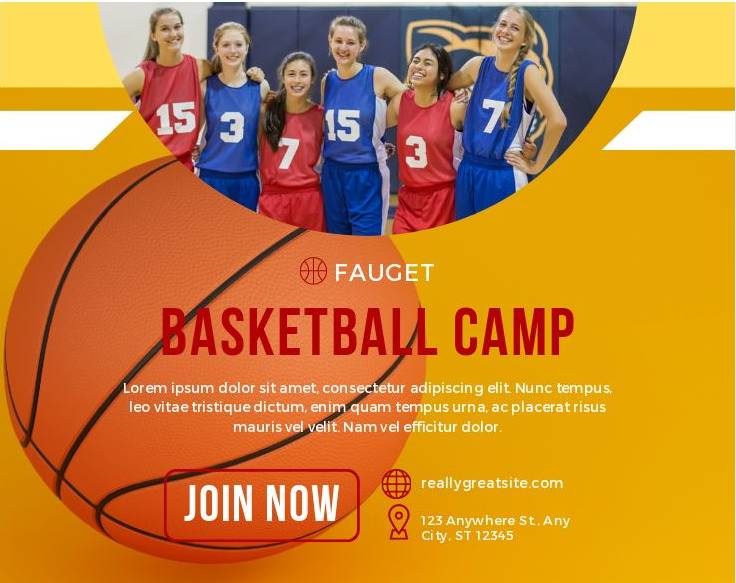 15
3
7
15
3
7
FAUGET
BASKETBALL CAMP
Lorem ipsum dolor sit amet, consectetur adipiscing elit. Nunc tempus,
leo vitae tristique dictum, enim quam tempus urna, ac placerat risus
mauris vel velit. Nam vel efficitur dolor.
JOIN NOW
reallygreatsite.com
123 Anywhere St., Any
City, ST 12345